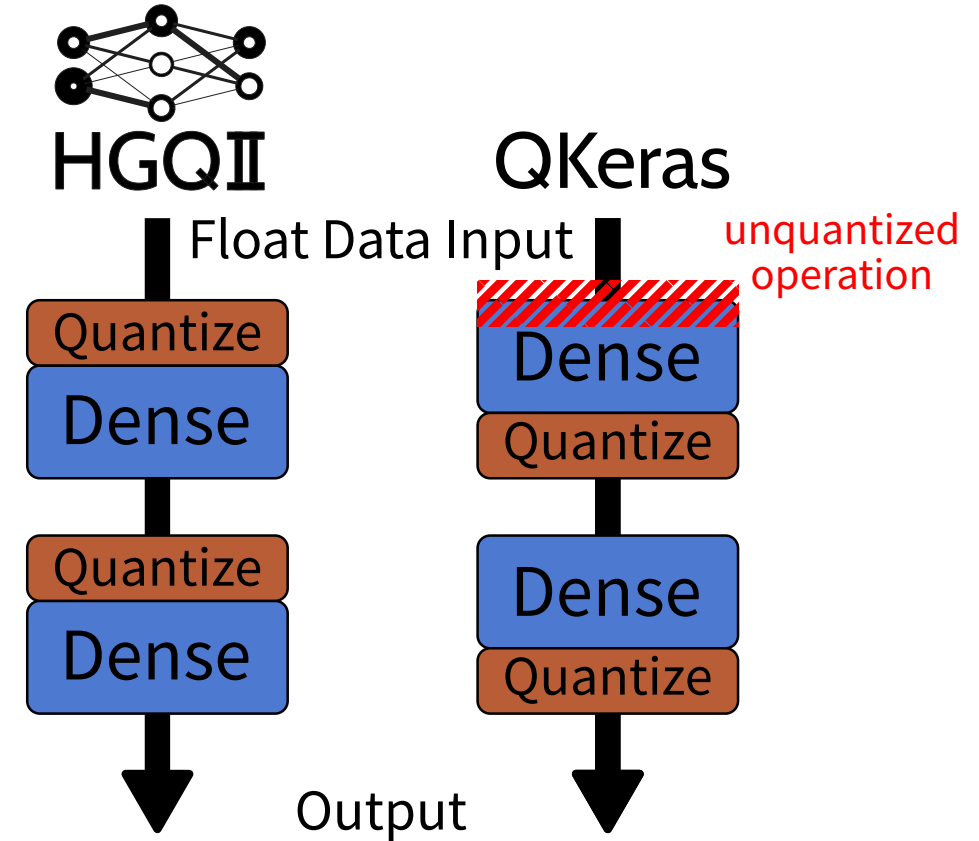 HGQⅡ
QKeras
Float Data Input
unquantized
operation
Quantize
Dense
Dense
Quantize
Quantize
Dense
Dense
Quantize
Output